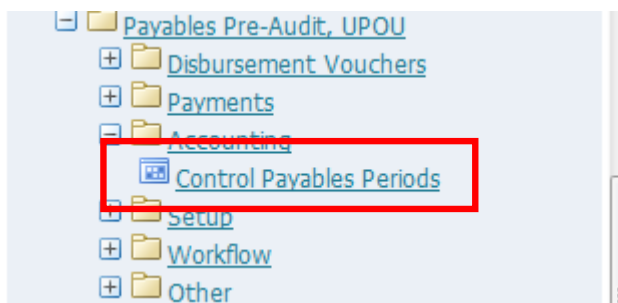 Payables Pre-Audit, UPOU
Disbursement Vouchers
Payments
Accounting
Control Payables Periods
Setup
Workflow
Other